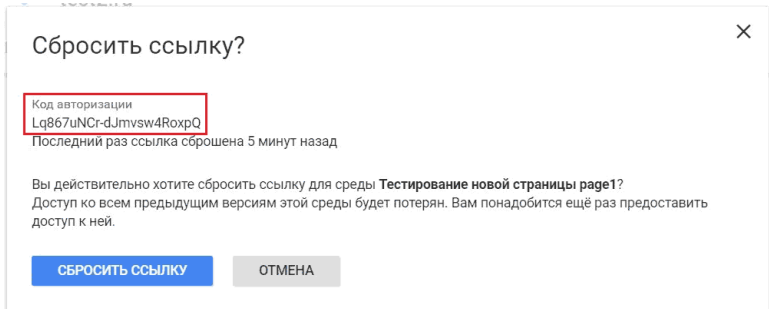 Сбросить ссылку?
Код авторизации
Lq867uNCr-dJmvsw4RoxpQ
Последний раз ссылка сброшена 5 минут назад
Вы действительно хотите сбросить ссылку для среды Тестирование новой страницы page1?
Доступ ко всем предыдущим версиям этой среды будет потерян. Вам понадобится ещё раз предоставить
доступ к ней.
СБРОСИТЬ ССЫЛКУ ОТМЕНА